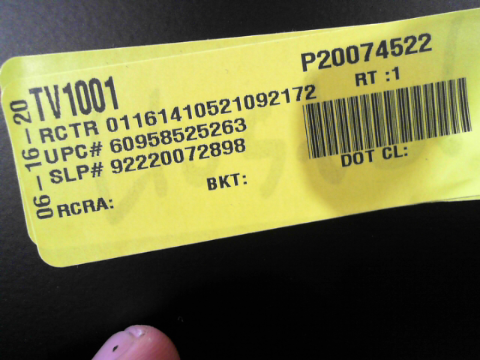 06-16-20
TV1001
P20074522
RCTR 01161410521092172
RT :1
UPC# 60958525263
SLP# 92220072898
DOT CL:
BKT:
RCRA: